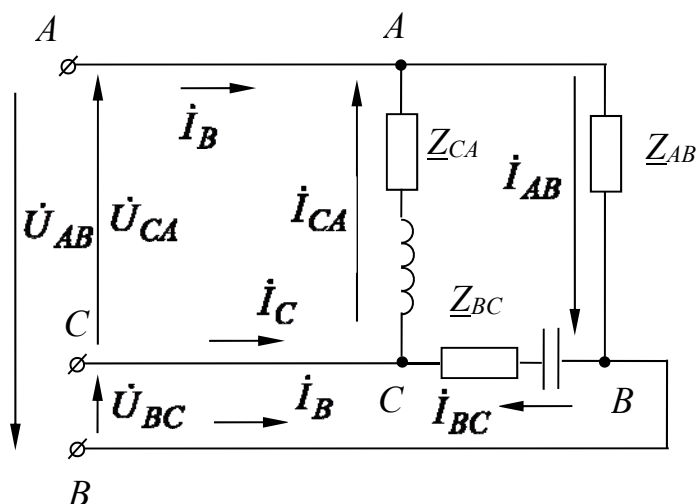 A A
İ_B
Z_CA Z_AB
İ_CA İ_AB
U̇_AB U̇_CA
C İ_C Z_BC
U̇_BC İ_B C İ_BC B
B